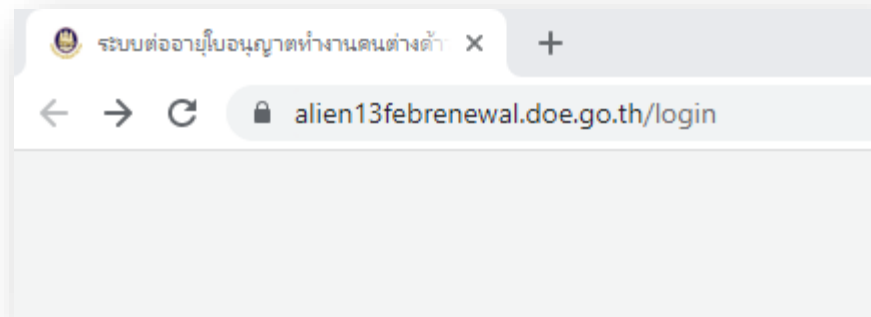 ระบบต่ออายุใบอนุญาตทำงานคนต่างด้า
alien13febrenewal.doe.go.th/login